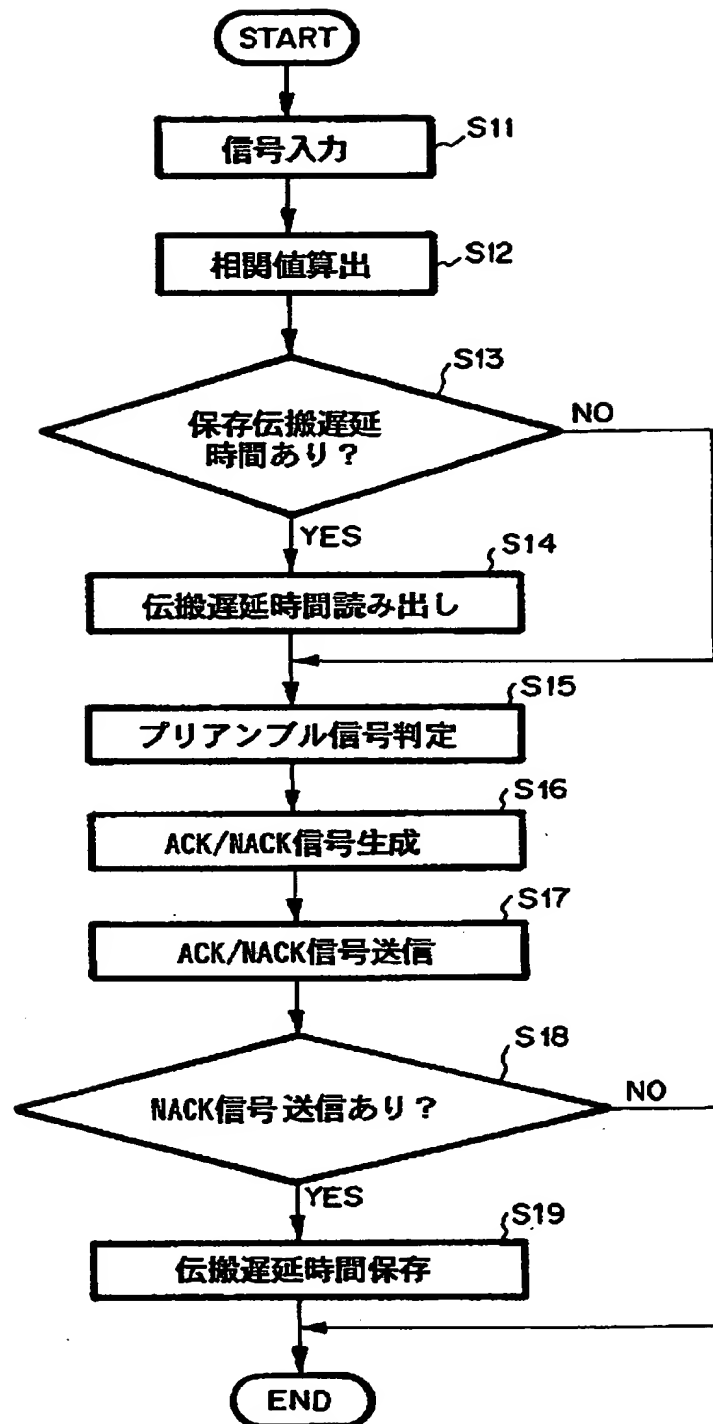 START
信号入力
S11
相関値算出
S12
S13
保存伝搬遅延
時間あり？
NO
YES
S14
伝搬遅延時間読み出し
S15
プリアンブル信号判定
S16
ACK/NACK信号生成
S17
ACK/NACK信号送信
S18
NACK信号送信あり？
NO
YES
S19
伝搬遅延時間保存
END